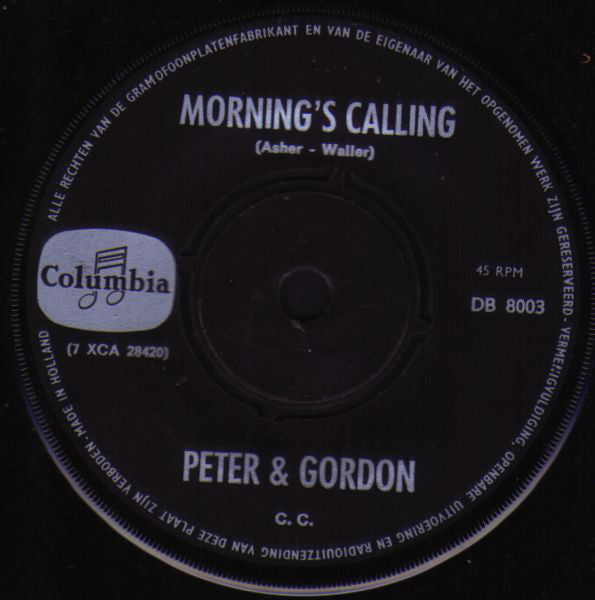 ALLE RECHTEN VAN DE GRAMOFOONPLATENFABRIKANT EN VAN DE EIGENAAR VAN HET OPGENOMEN WERK ZIJN GERESERVEERD - VERMENIGVULDIGING, OPENBARE UITVOERING EN RADIOUITZENDING VAN DEZE PLAAT ZIJN VERBODEN · MADE IN HOLLAND
MORNING'S CALLING
(Asher - Waller)
Columbia
45 RPM
DB 8003
(7 XCA 28420)
PETER & GORDON
C. C.